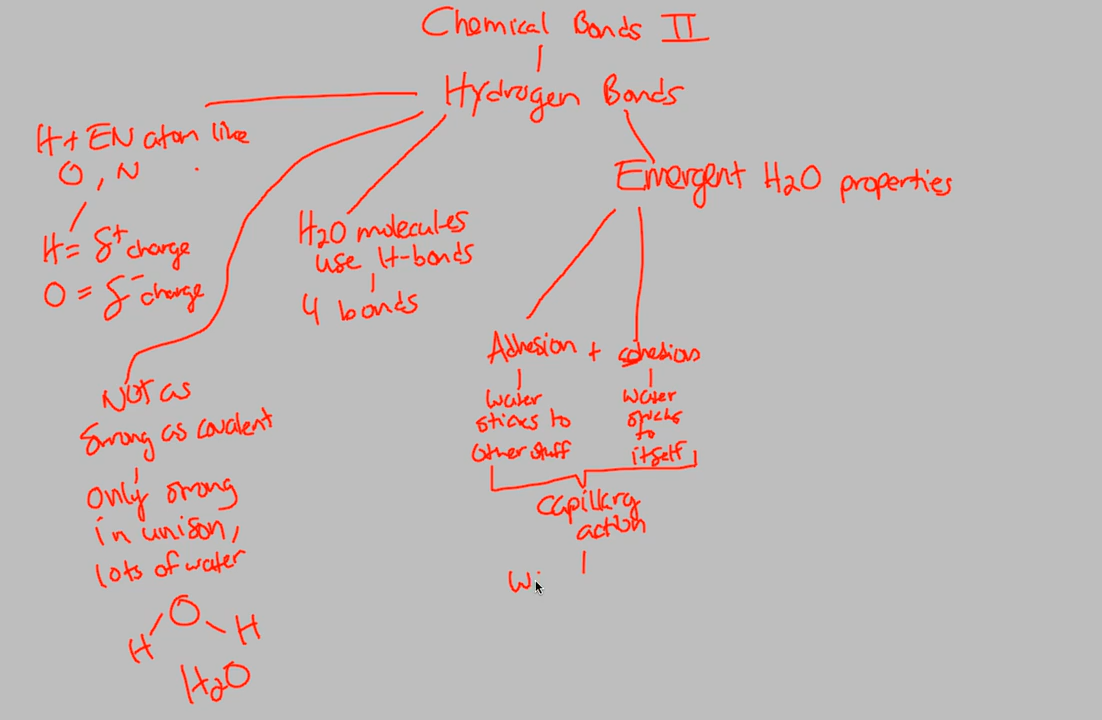 Chemical Bonds II
Hydrogen Bonds
H + EN atom like
O, N
H = δ+ charge
O = δ- charge
Not as
strong as covalent
Only strong
in unison,
lots of water
O
H H
H2O
H2O molecules
use H-bonds
4 bonds
Emergent H2O properties
Adhesion + cohesion
water
sticks to
other stuff
water
sticks
to
itself
capillary
action
Wi